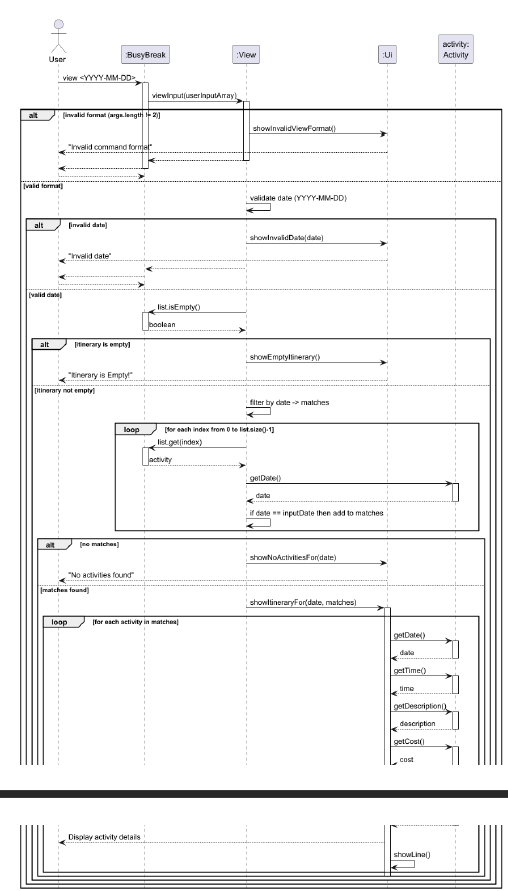 User
:BusyBreak
:View
:Ui
activity:
Activity
view <YYYY-MM-DD>
viewInput(userInputArray)
alt
[invalid format (args.length != 2)]
showInvalidViewFormat()
"Invalid command format"
[valid format]
validate date (YYYY-MM-DD)
alt
[invalid date]
showInvalidDate(date)
"Invalid date"
[valid date]
list.isEmpty()
boolean
alt
[itinerary is empty]
showEmptyItinerary()
"Itinerary is Empty!"
[itinerary not empty]
filter by date -> matches
loop
[for each index from 0 to list.size()-1]
list.get(index)
activity
getDate()
date
if date == inputDate then add to matches
alt
[no matches]
showNoActivitiesFor(date)
"No activities found"
[matches found]
showItineraryFor(date, matches)
loop
[for each activity in matches]
getDate()
date
getTime()
time
getDescription()
description
getCost()
cost
Display activity details
showLine()